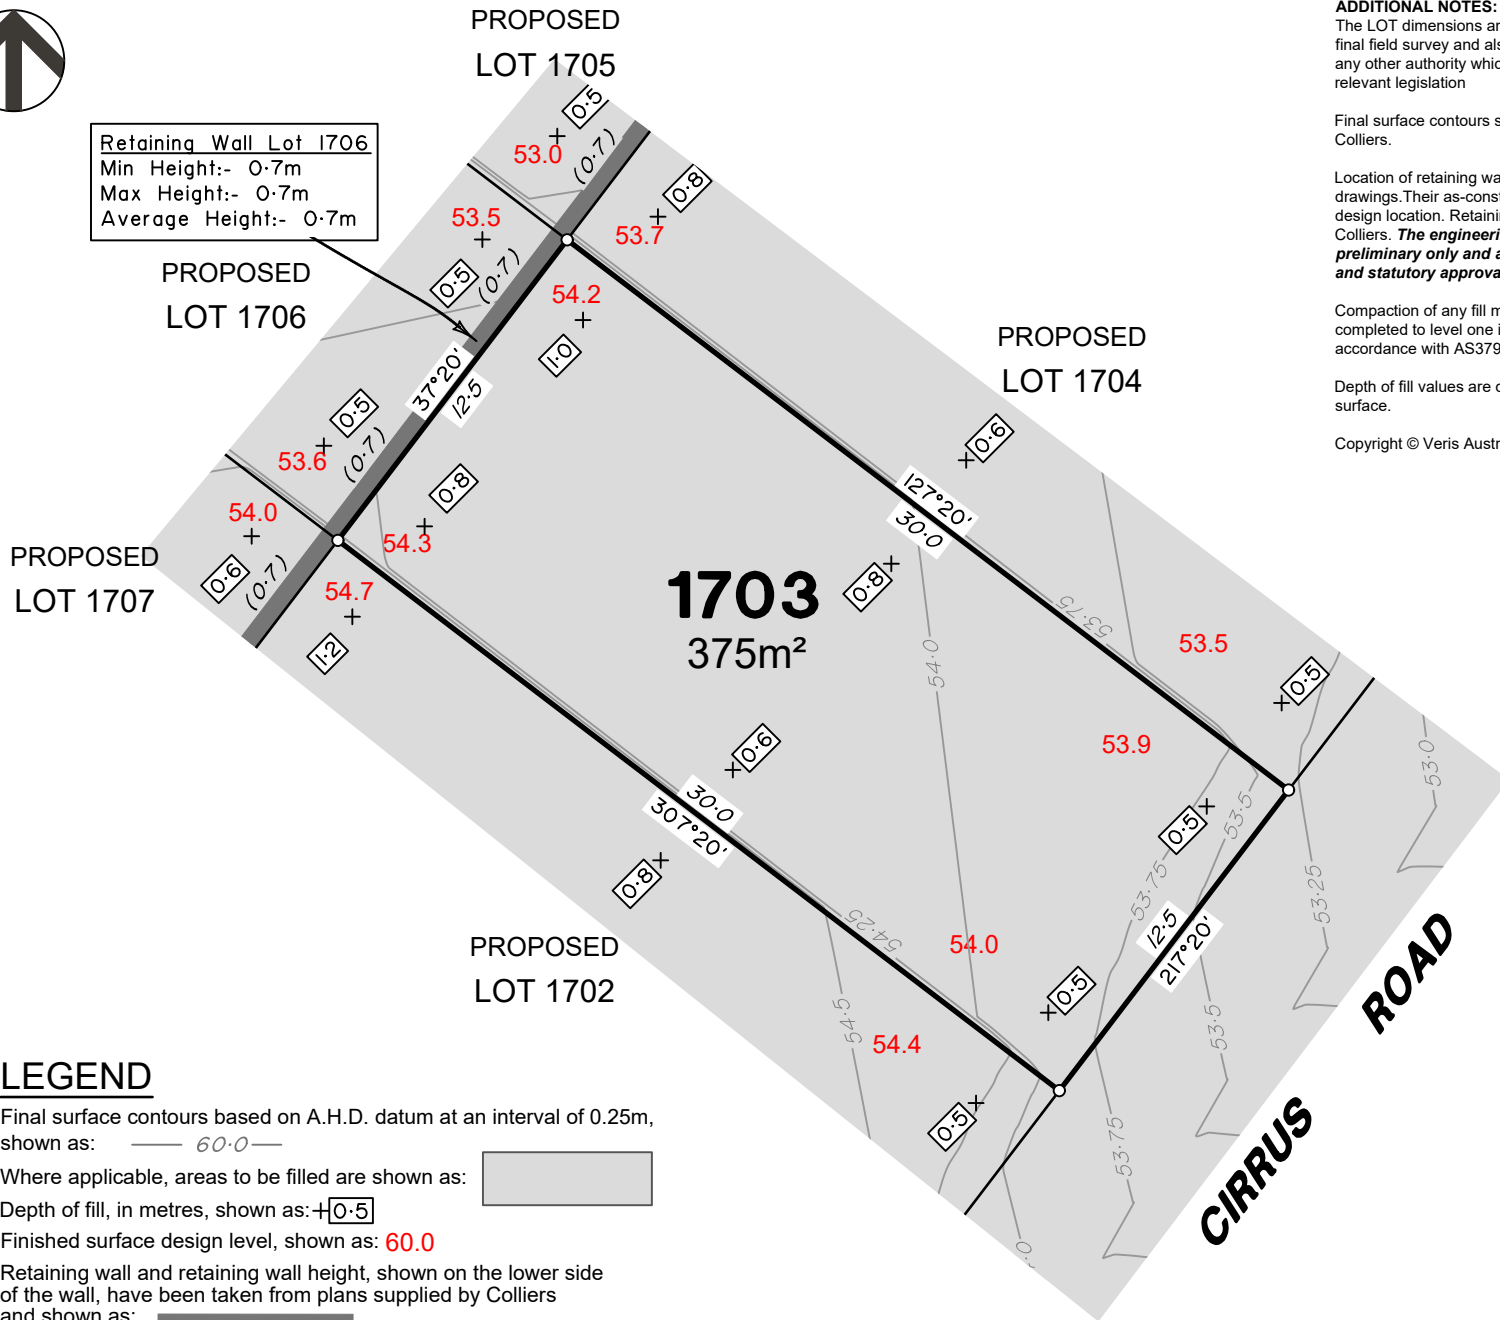 PROPOSED
LOT 1705
Retaining Wall Lot 1706
Min Height:- 0·7m
Max Height:- 0·7m
Average Height:- 0·7m
0·5
53.0
(0·7)
0·8
53.7
53.5
0·5
(0·7)
PROPOSED
LOT 1706
54.2
1·0
37°20'
12·5
PROPOSED
LOT 1704
0·5
53.6
(0·7)
0·8
54.3
0·6
127°20'
30·0
54.0
0·6
(0·7)
PROPOSED
LOT 1707
54.7
1·2
1703
375m²
0·8
53·75
54·0
53.5
0·5
53.9
0·6
30·0
307°20'
0·8
0·5
53·5
53·75
53·0
53·25
12·5
217°20'
54·25
54.0
0·5
PROPOSED
LOT 1702
54·5
54.4
0·5
53·5
53·75
CIRRUS ROAD
ADDITIONAL NOTES:
The LOT dimensions
final field survey and
any other authority
relevant legislation
Final surface contours
Colliers.
Location of retaining
drawings.Their
design location.
Colliers. The
preliminary only and
and statutory
Compaction of any fill
completed to level one
accordance with
Depth of fill values are
surface.
Copyright © Veris
LEGEND
Final surface contours based on A.H.D. datum at an interval of 0.25m,
shown as: 60·0
Where applicable, areas to be filled are shown as:
Depth of fill, in metres, shown as: +0·5
Finished surface design level, shown as: 60.0
Retaining wall and retaining wall height, shown on the lower side
of the wall, have been taken from plans supplied by Colliers
and shown as: